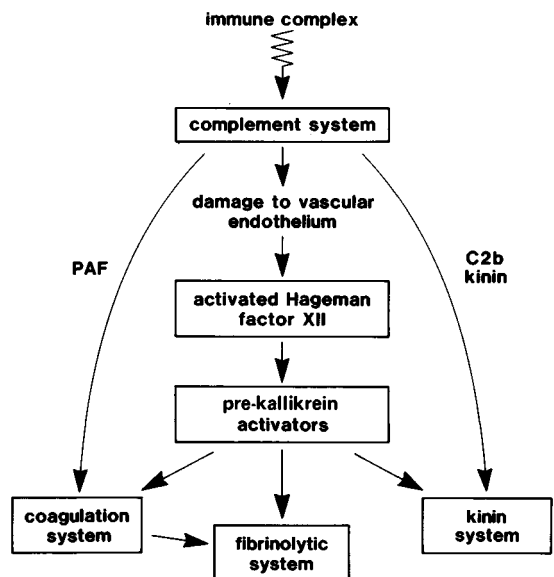 immune complex
complement system
damage to vascular
endothelium
PAF
C2b
kinin
activated Hageman
factor XII
pre-kallikrein
activators
coagulation
system
fibrinolytic
system
kinin
system